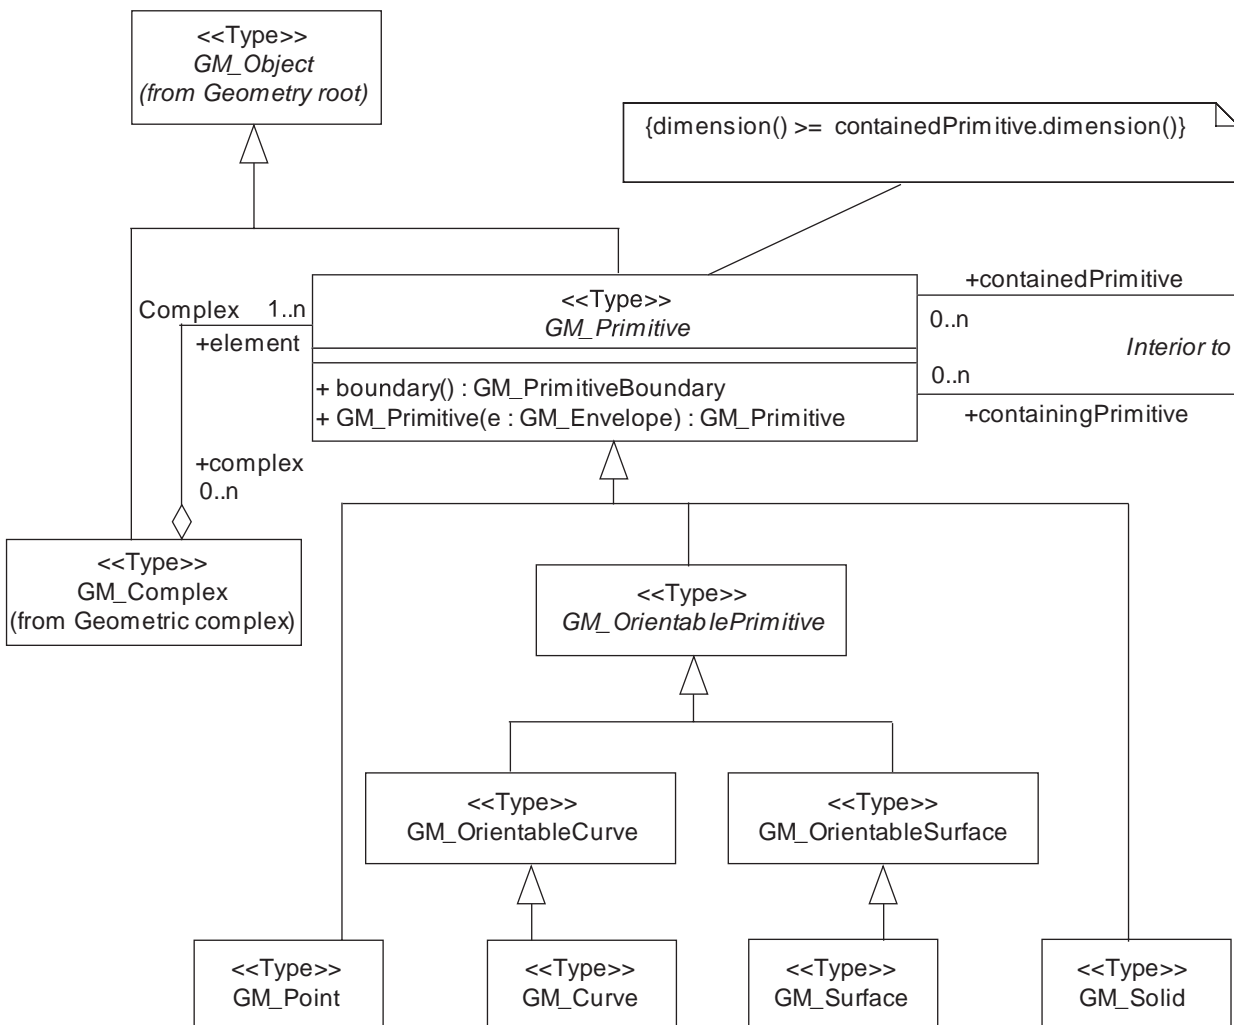 <<Type>>
GM_Object
(from Geometry root)
{dimension() >= containedPrimitive.dimension()}
Complex 1..n
+element
<<Type>>
GM_Primitive
+ boundary() : GM_PrimitiveBoundary
+ GM_Primitive(e : GM_Envelope) : GM_Primitive
+containedPrimitive
0..n
Interior to
0..n
+containingPrimitive
+complex
0..n
<<Type>>
GM_Complex
(from Geometric complex)
<<Type>>
GM_OrientablePrimitive
<<Type>>
GM_OrientableCurve
<<Type>>
GM_OrientableSurface
<<Type>>
GM_Point
<<Type>>
GM_Curve
<<Type>>
GM_Surface
<<Type>>
GM_Solid